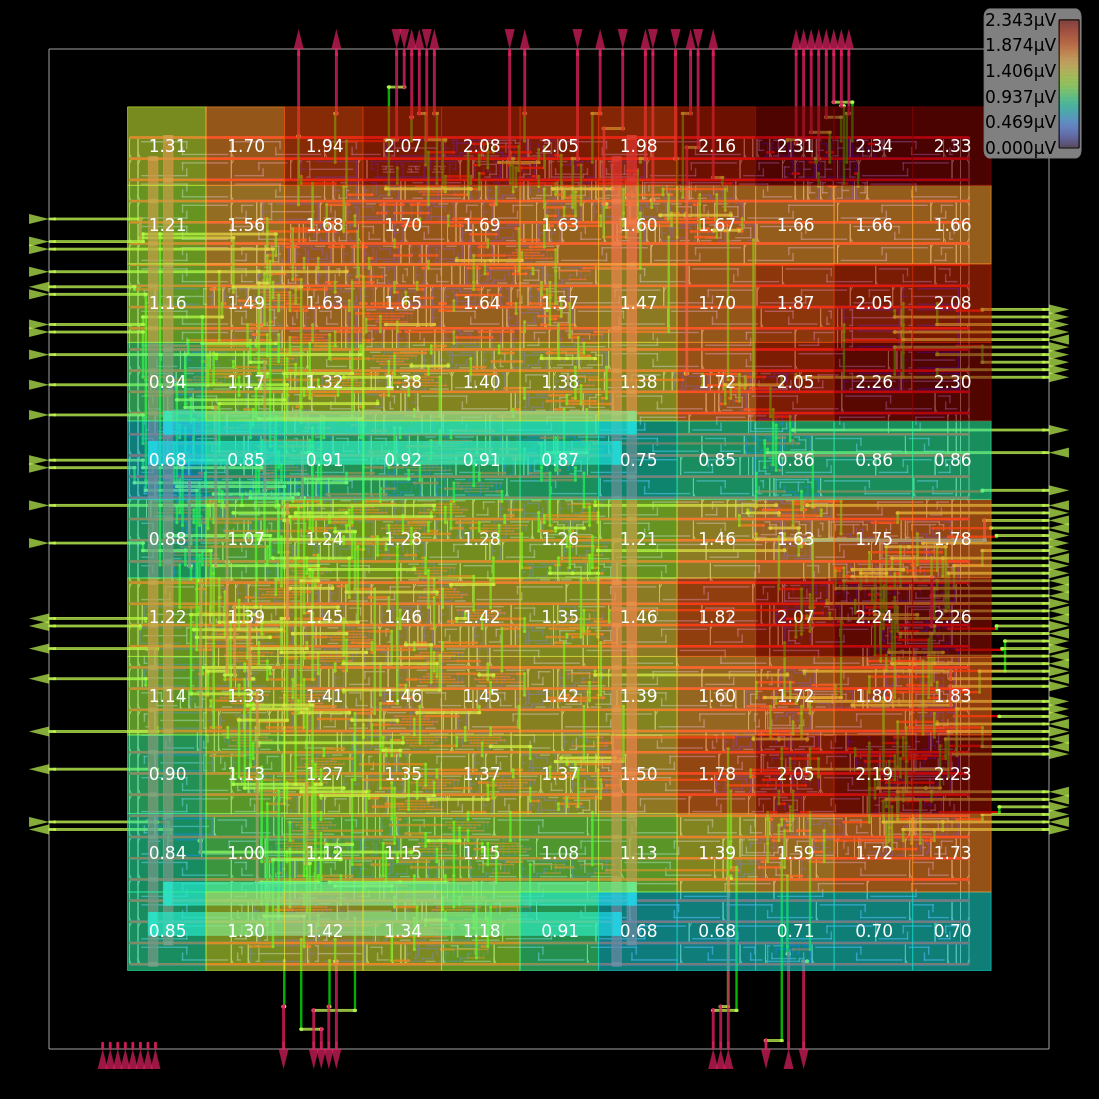 2.343µV
1.874µV
1.406µV
0.937µV
0.469µV
0.000µV
1.31 1.70 1.94 2.07 2.08 2.05 1.98 2.16 2.31 2.34 2.33
1.21 1.56 1.68 1.70 1.69 1.63 1.60 1.67 1.66 1.66 1.66
1.16 1.49 1.63 1.65 1.64 1.57 1.47 1.70 1.87 2.05 2.08
0.94 1.17 1.32 1.38 1.40 1.38 1.38 1.72 2.05 2.26 2.30
0.68 0.85 0.91 0.92 0.91 0.87 0.75 0.85 0.86 0.86 0.86
0.88 1.07 1.24 1.28 1.28 1.26 1.21 1.46 1.63 1.75 1.78
1.22 1.39 1.45 1.46 1.42 1.35 1.46 1.82 2.07 2.24 2.26
1.14 1.33 1.41 1.46 1.45 1.42 1.39 1.60 1.72 1.80 1.83
0.90 1.13 1.27 1.35 1.37 1.37 1.50 1.78 2.05 2.19 2.23
0.84 1.00 1.12 1.15 1.15 1.08 1.13 1.39 1.59 1.72 1.73
0.85 1.30 1.42 1.34 1.18 0.91 0.68 0.68 0.71 0.70 0.70